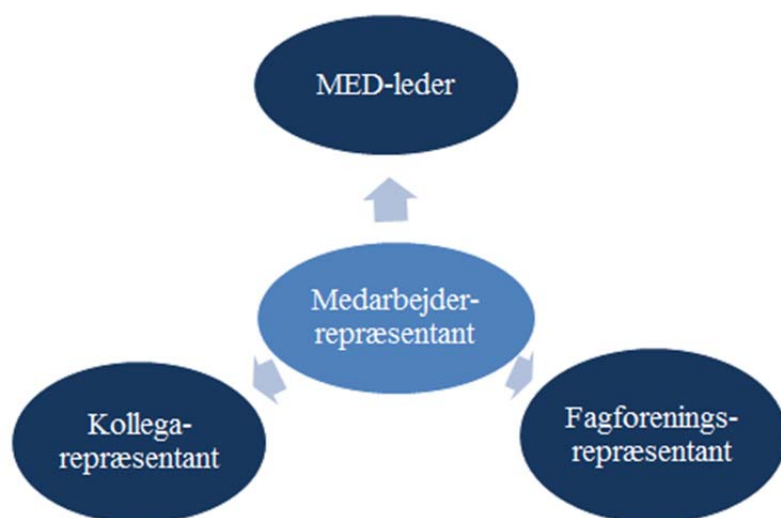 MED-leder
Medarbejder-
repræsentant
Kollega-
repræsentant
Fagforenings-
repræsentant